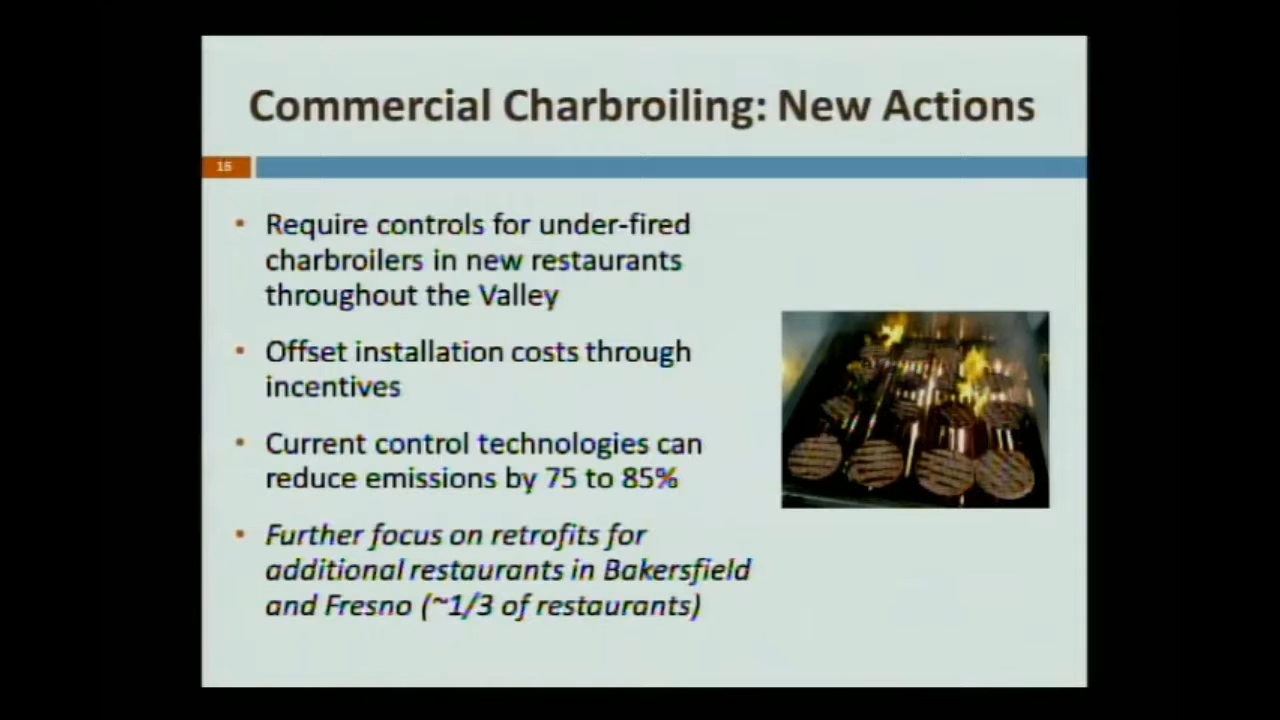 Commercial Charbroiling: New Actions
16
• Require controls for under-fired
charbroilers in new restaurants
throughout the Valley
• Offset installation costs through
incentives
• Current control technologies can
reduce emissions by 75 to 85%
• Further focus on retrofits for
additional restaurants in Bakersfield
and Fresno (~1/3 of restaurants)